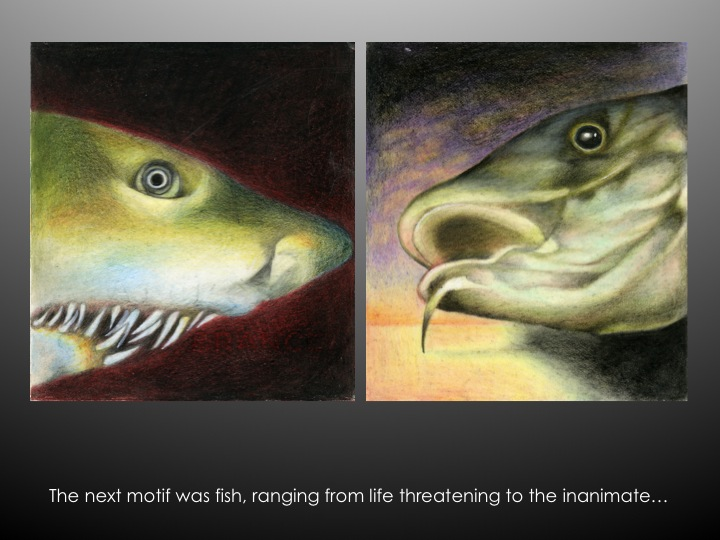 The next motif was fish, ranging from life threatening to the inanimate…